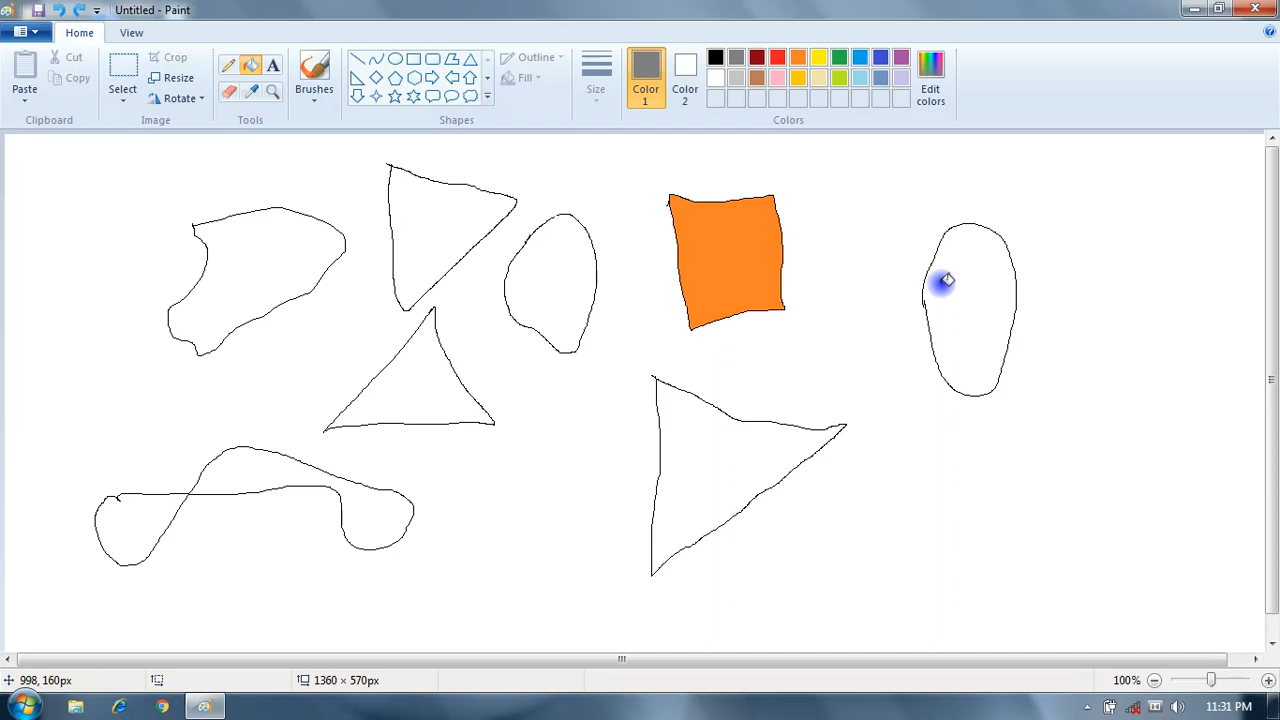 Untitled - Paint
Home
View
Paste
Cut
Copy
Clipboard
Select
Crop
Resize
Rotate
Image
A
Tools
Brushes
Outline
Fill
Shapes
Size
Color 1
Color 2
Edit colors
Colors
998, 160px
1360 × 570px
100%
11:31 PM